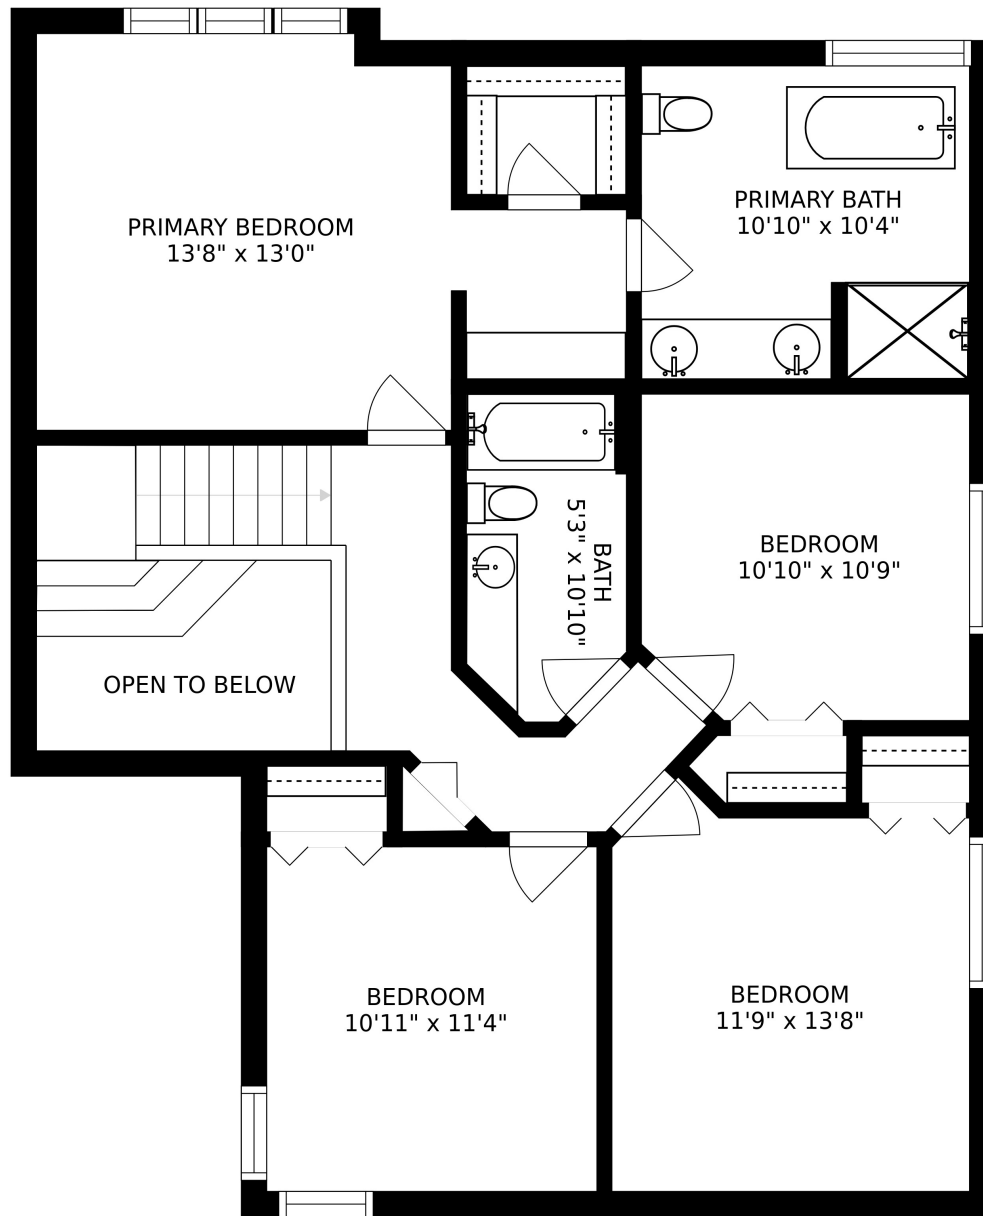 PRIMARY BEDROOM
13'8" x 13'0"
PRIMARY BATH
10'10" x 10'4"
BATH
5'3" x 10'10"
BEDROOM
10'10" x 10'9"
OPEN TO BELOW
BEDROOM
10'11" x 11'4"
BEDROOM
11'9" x 13'8"